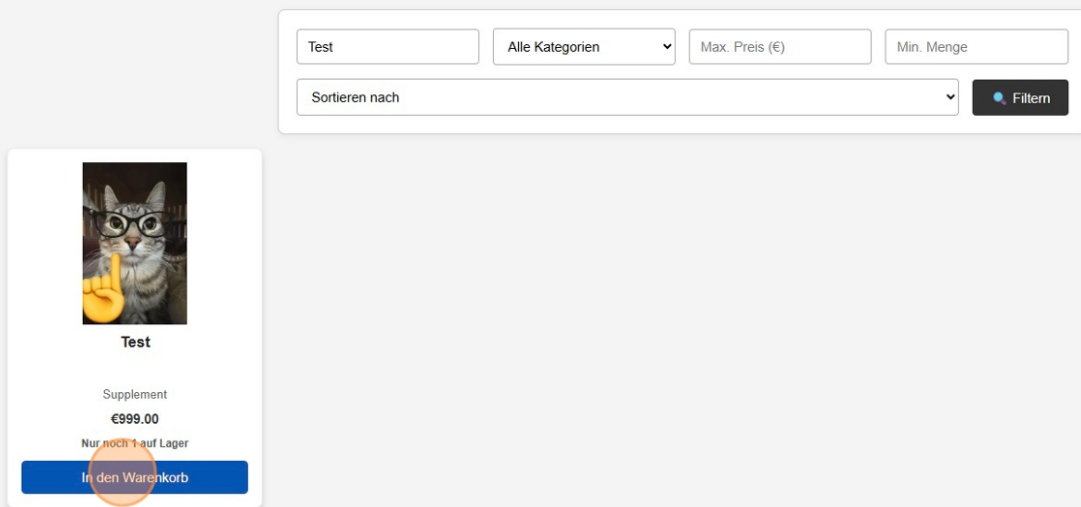 Test
Alle Kategorien
Max. Preis (€)
Min. Menge
Sortieren nach
Filtern
Test
Supplement
€999.00
Nur noch 1 auf Lager
In den Warenkorb